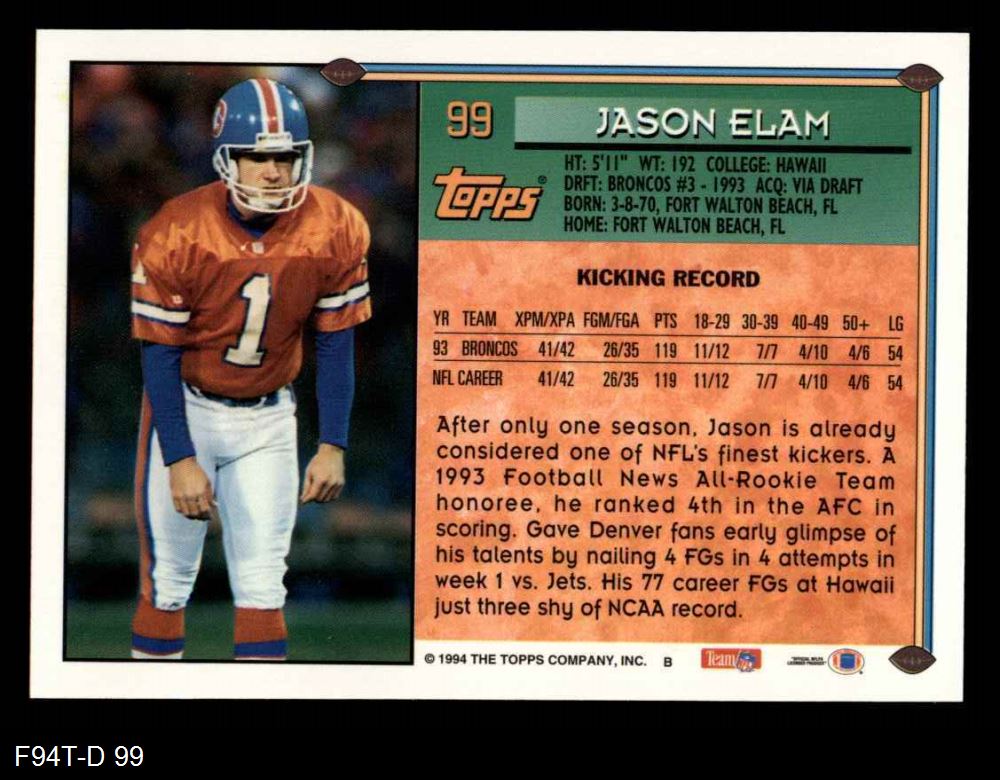 99 JASON ELAM
TOPPS
HT: 5'11" WT: 192 COLLEGE: HAWAII
DRFT: BRONCOS #3 - 1993 ACQ: VIA DRAFT
BORN: 3-8-70, FORT WALTON BEACH, FL
HOME: FORT WALTON BEACH, FL
KICKING RECORD
YR TEAM XPM/XPA FGM/FGA PTS 18-29 30-39 40-49 50+ LG
93 BRONCOS 41/42 26/35 119 11/12 7/7 4/10 4/6 54
NFL CAREER 41/42 26/35 119 11/12 7/7 4/10 4/6 54
After only one season, Jason is already
considered one of NFL's finest kickers. A
1993 Football News All-Rookie Team
honoree, he ranked 4th in the AFC in
scoring. Gave Denver fans early glimpse of
his talents by nailing 4 FGs in 4 attempts in
week 1 vs. Jets. His 77 career FGs at Hawaii
just three shy of NCAA record.
1
© 1994 THE TOPPS COMPANY, INC. B Team NFL
F94T-D 99